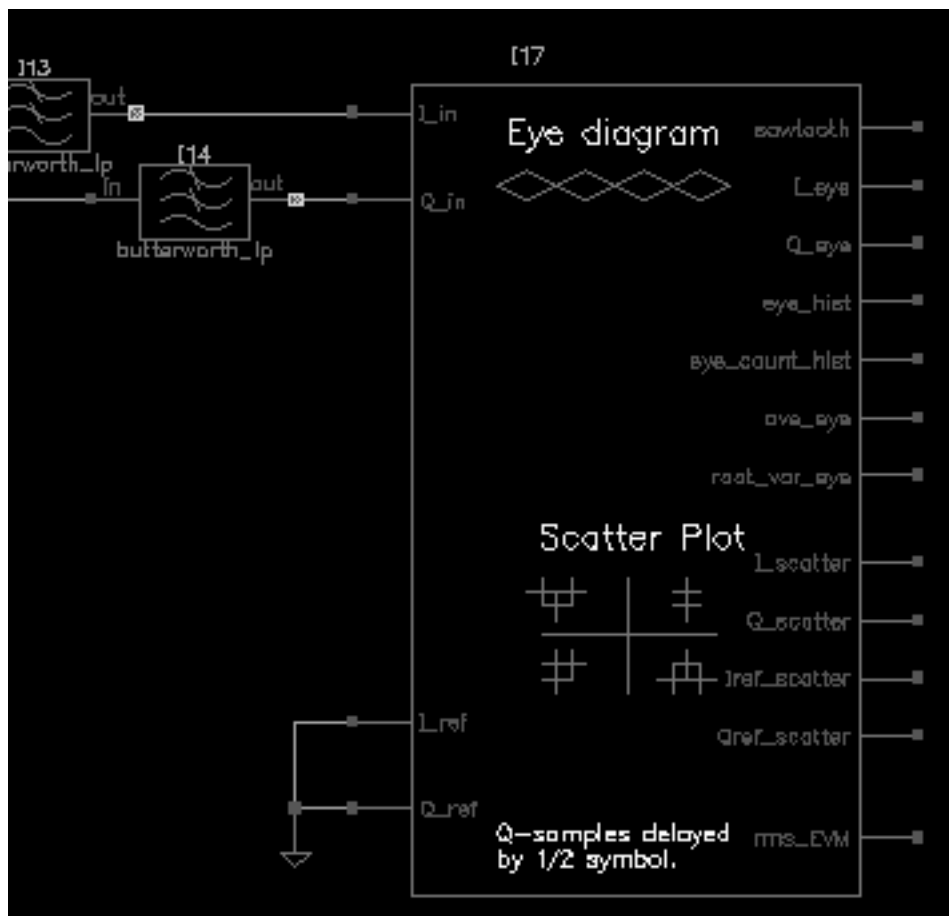 I13
out
rworth_lp
I14
in
out
butterworth_lp
I17
I_in
Q_in
Eye diagram
sawtooth
I_eye
Q_eye
eye_hist
eye_count_hist
ave_eye
root_var_eye
Scatter Plot
I_scatter
Q_scatter
Iref_scatter
Qref_scatter
I_ref
Q_ref
Q-samples delayed
by 1/2 symbol.
rms_EVM